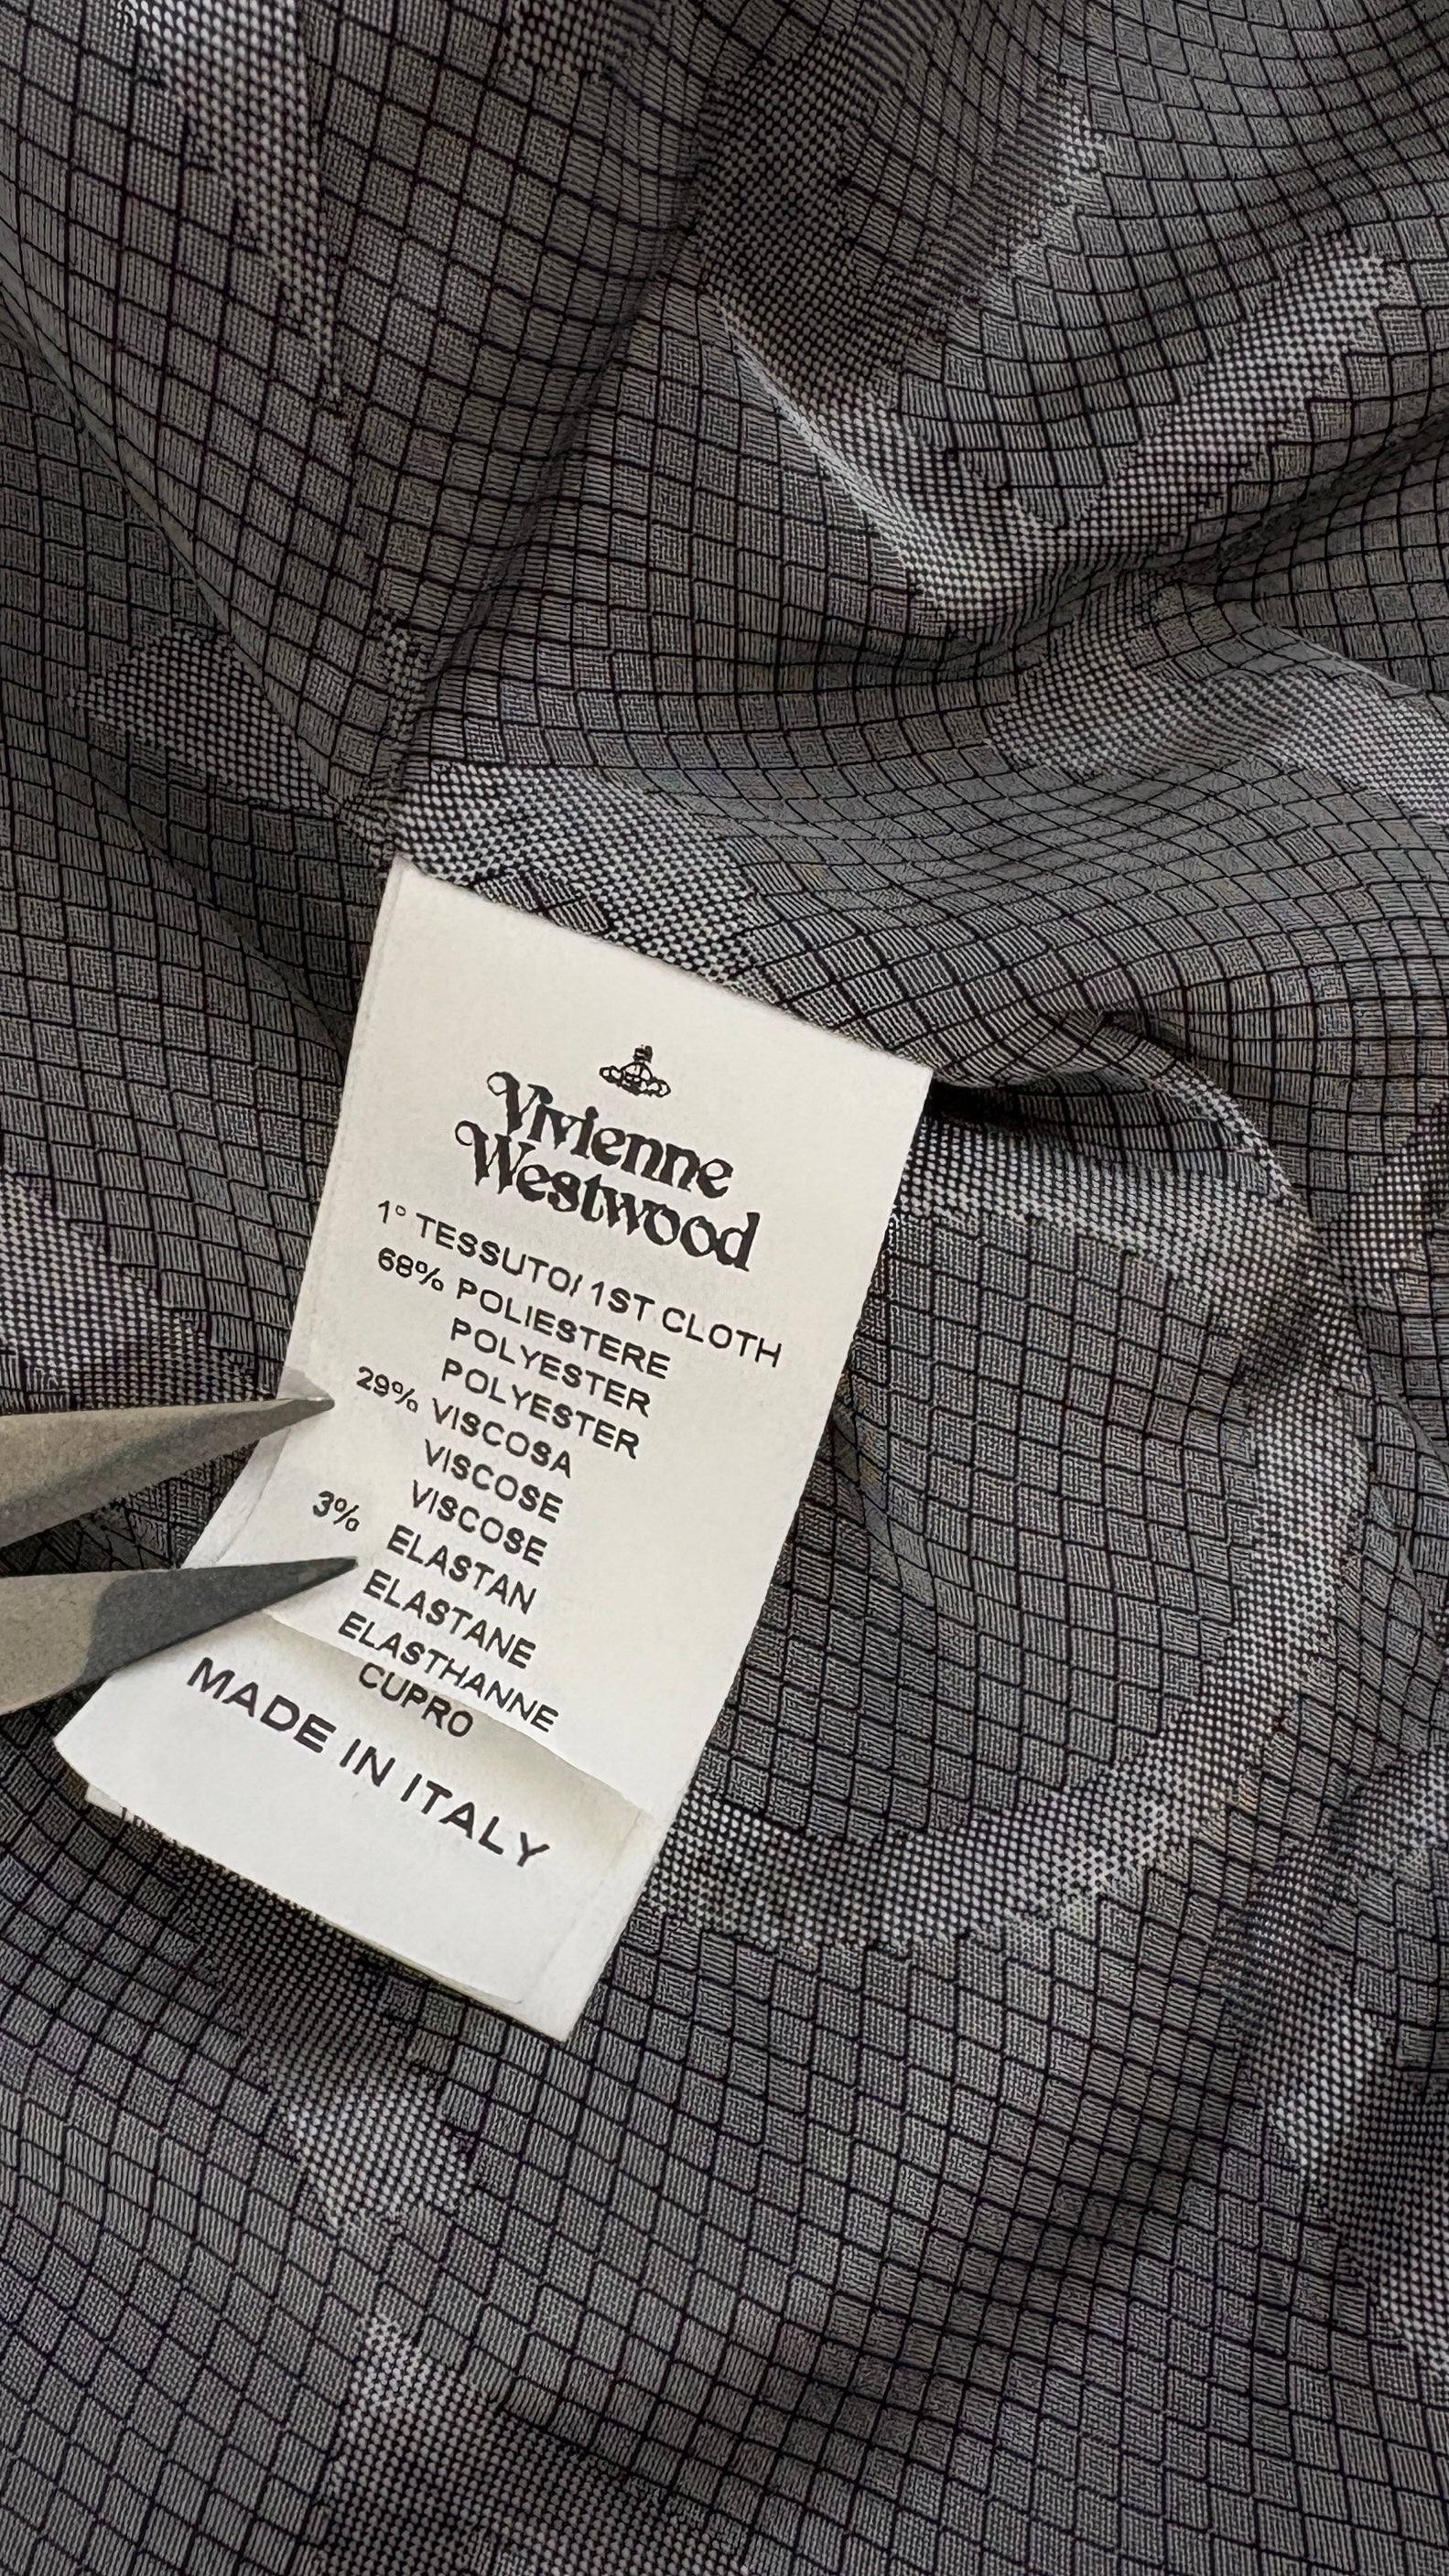 Vivienne
Westwood
1° TESSUTO/ 1ST CLOTH
68% POLIESTERE
POLYESTER
POLYESTER
29% VISCOSA
VISCOSE
VISCOSE
3% ELASTAN
ELASTANE
ELASTHANNE
CUPRO
MADE IN ITALY